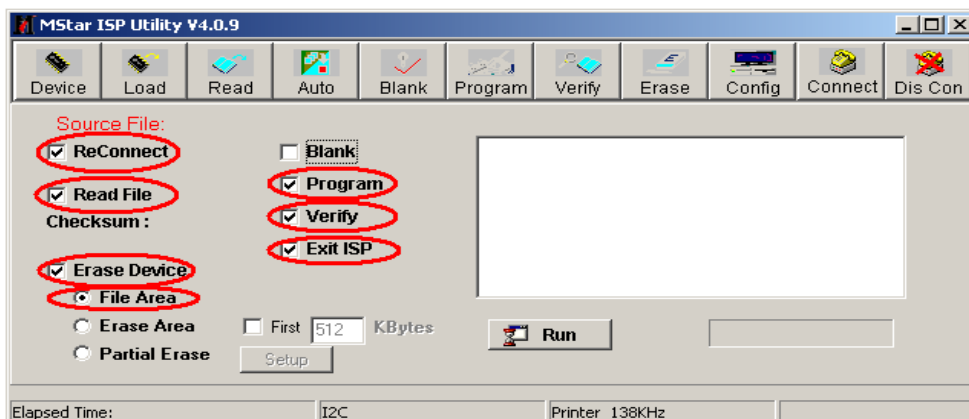 MStar ISP Utility V4.0.9
Device Load Read Auto Blank Program Verify Erase Config Connect Dis Con
Source File:
ReConnect
Blank
Read File
Program
Checksum :
Verify
Exit ISP
Erase Device
File Area
Erase Area
First 512 KBytes
Partial Erase
Setup
Run
Elapsed Time: I2C Printer 138KHz